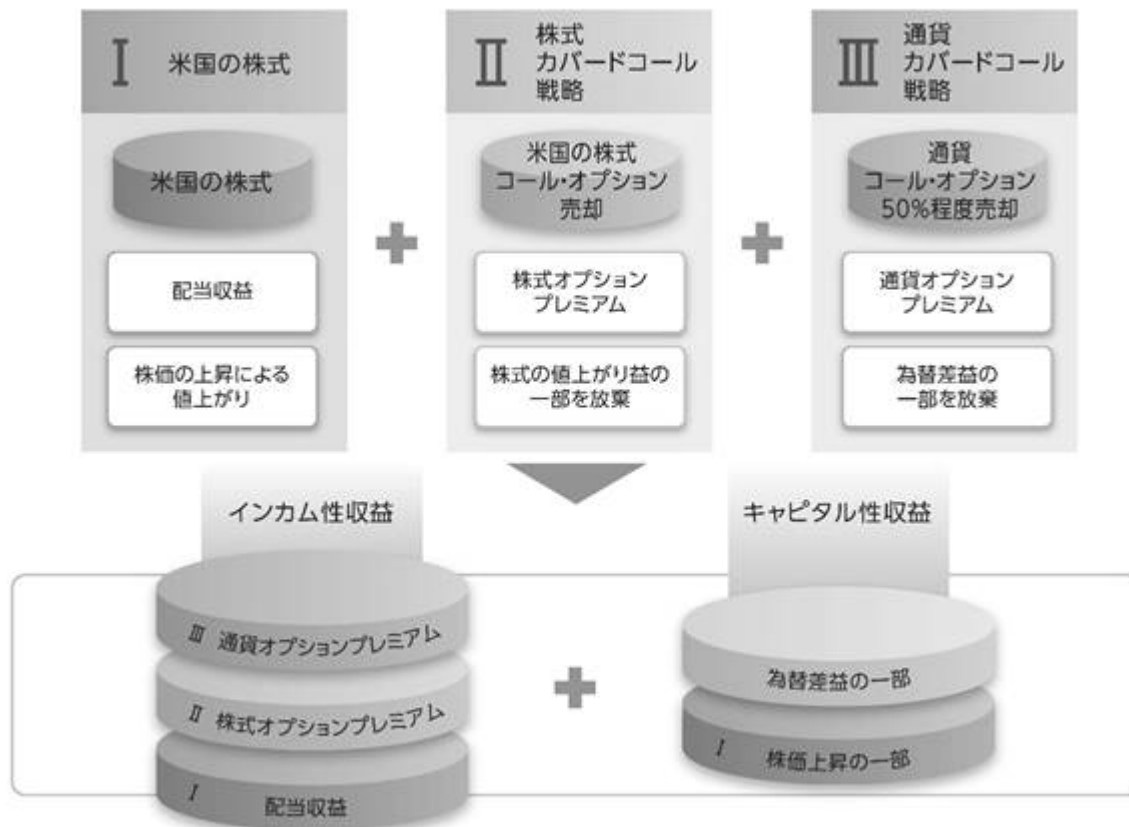 Ⅰ 米国の株式
米国の株式
配当収益
株価の上昇による
値上がり
Ⅱ 株式
カバードコール
戦略
米国の株式
コール・オプション
売却
株式オプション
プレミアム
株式の値上がり益の
一部を放棄
Ⅲ 通貨
カバードコール
戦略
通貨
コール・オプション
50%程度売却
通貨オプション
プレミアム
為替差益の
一部を放棄
インカム性収益
Ⅲ 通貨オプションプレミアム
Ⅱ 株式オプションプレミアム
Ⅰ 配当収益
キャピタル性収益
為替差益の一部
Ⅰ 株価上昇の一部